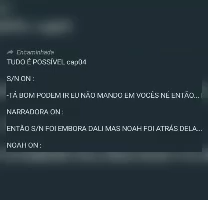 Encaminhada
TUDO É POSSÍVEL cap04
S/N ON :
-TÁ BOM PODEM IR EU NÃO MANDO EM VOCÊS NÉ ENTÃO...
NARRADORA ON :
ENTÃO S/N FOI EMBORA DALI MAS NOAH FOI ATRÁS DELA...
NOAH ON :